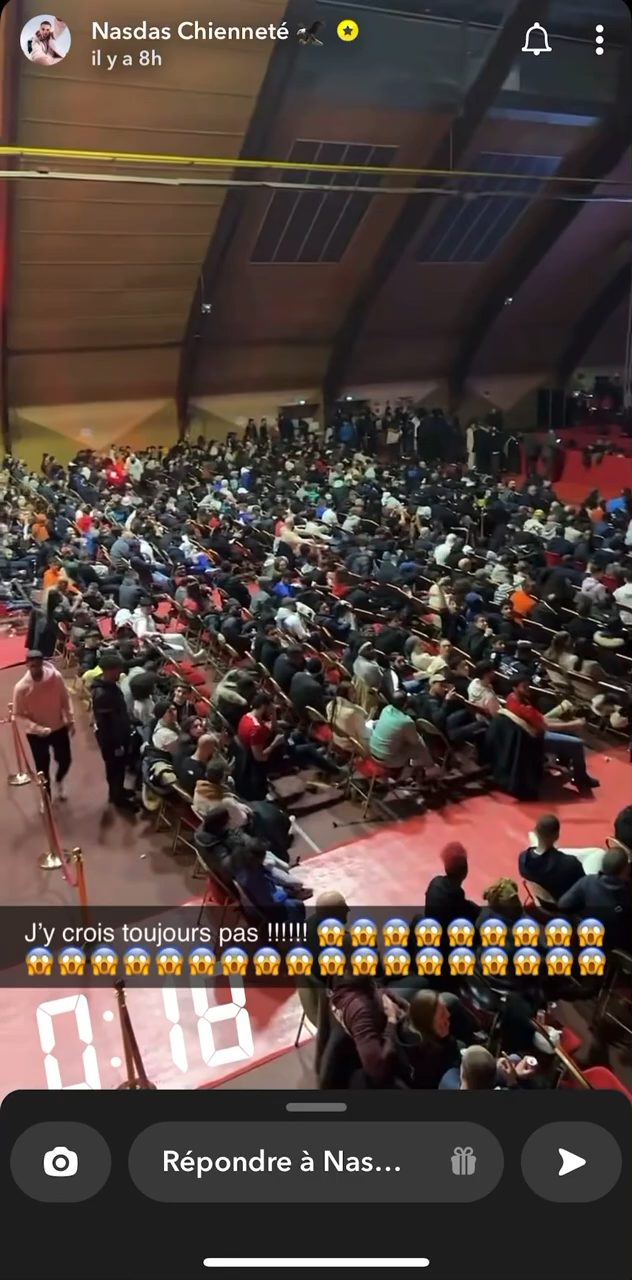 Nasdas Chienneté 🦅
il y a 8h
J'y crois toujours pas !!!!!! 😱😱😱😱😱😱😱😱😱
😱😱😱😱😱😱😱😱😱😱😱😱😱😱😱😱😱😱
0:18
Répondre à Nas...